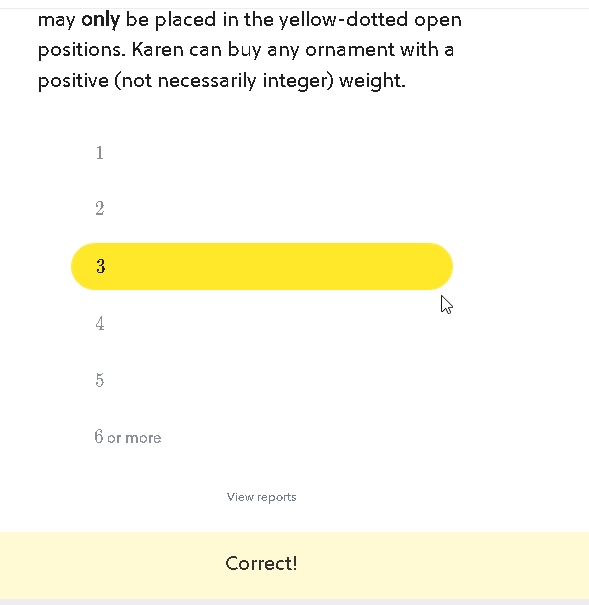 may only be placed in the yellow-dotted open
positions. Karen can buy any ornament with a
positive (not necessarily integer) weight.
1
2
3
4
5
6 or more
View reports
Correct!